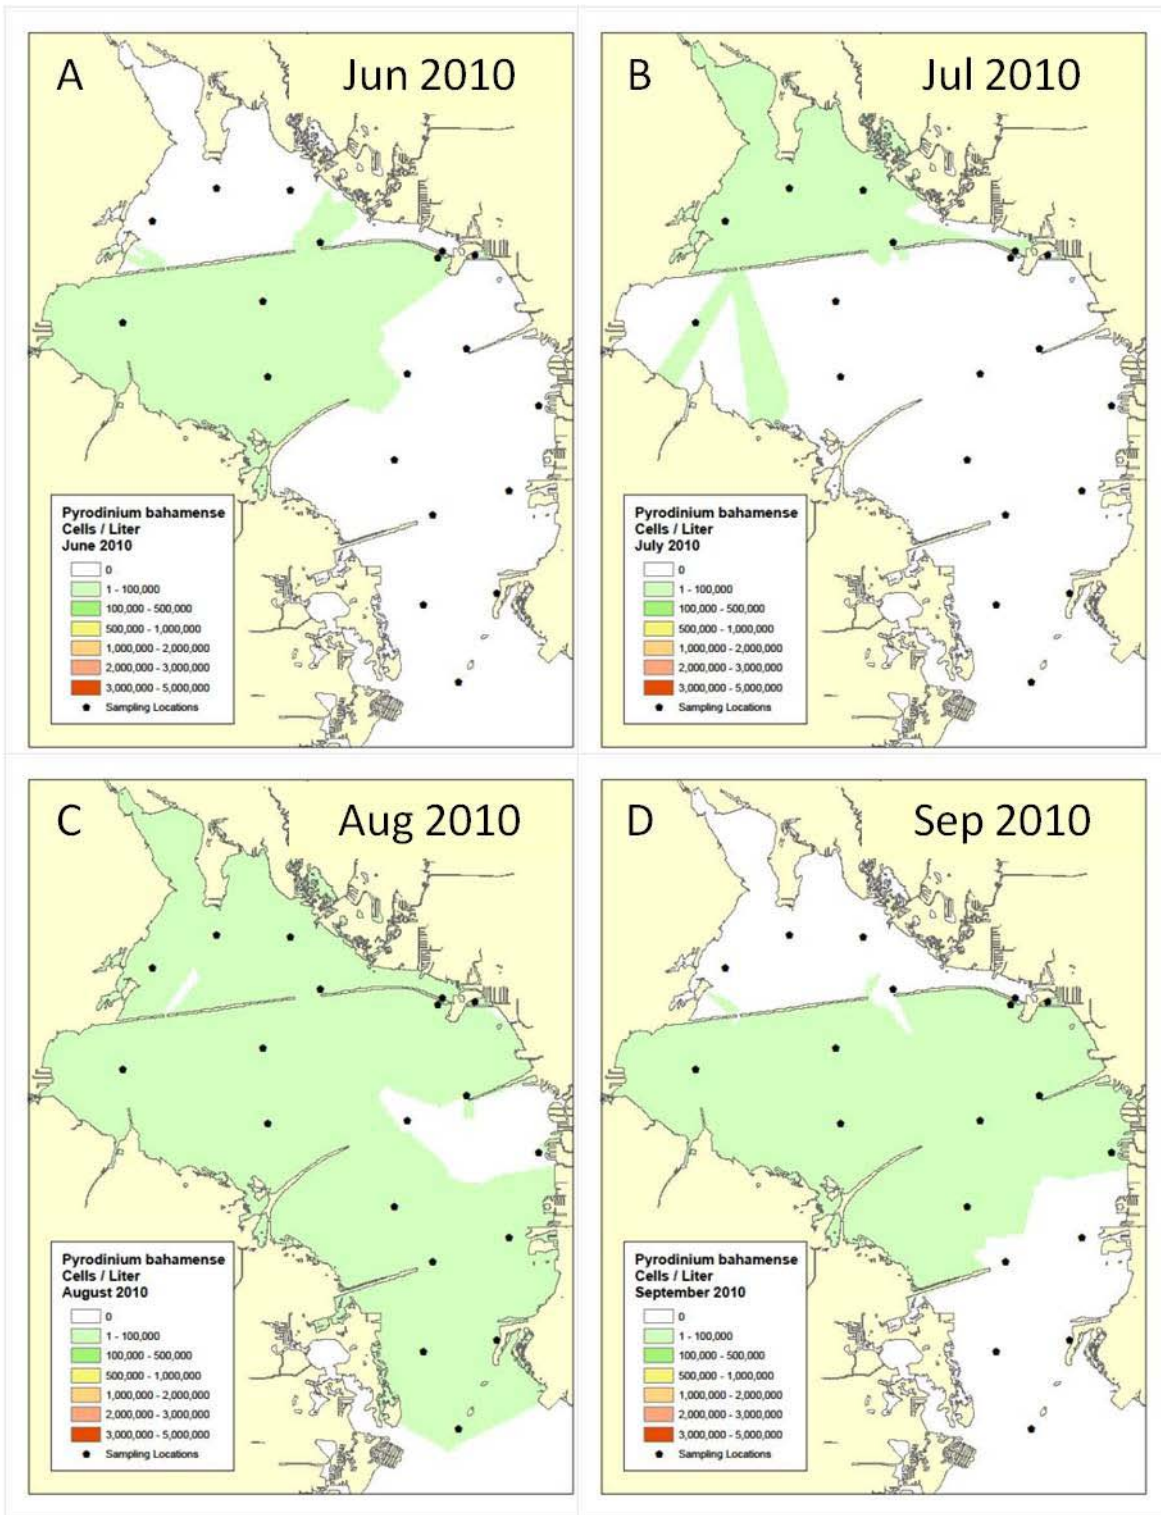 A
Jun 2010
Pyrodinium bahamense
Cells / Liter
June 2010
0
1 - 100,000
100,000 - 500,000
500,000 - 1,000,000
1,000,000 - 2,000,000
2,000,000 - 3,000,000
3,000,000 - 5,000,000
Sampling Locations
B
Jul 2010
Pyrodinium bahamense
Cells / Liter
July 2010
0
1 - 100,000
100,000 - 500,000
500,000 - 1,000,000
1,000,000 - 2,000,000
2,000,000 - 3,000,000
3,000,000 - 5,000,000
Sampling Locations
C
Aug 2010
Pyrodinium bahamense
Cells / Liter
August 2010
0
1 - 100,000
100,000 - 500,000
500,000 - 1,000,000
1,000,000 - 2,000,000
2,000,000 - 3,000,000
3,000,000 - 5,000,000
Sampling Locations
D
Sep 2010
Pyrodinium bahamense
Cells / Liter
September 2010
0
1 - 100,000
100,000 - 500,000
500,000 - 1,000,000
1,000,000 - 2,000,000
2,000,000 - 3,000,000
3,000,000 - 5,000,000
Sampling Locations